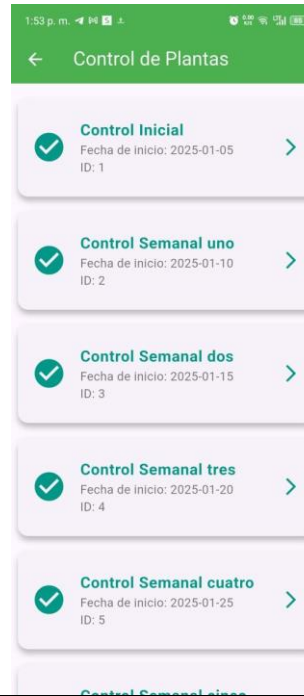 1:53 p. m.
Control de Plantas
Control Inicial
Fecha de inicio: 2025-01-05
ID: 1
Control Semanal uno
Fecha de inicio: 2025-01-10
ID: 2
Control Semanal dos
Fecha de inicio: 2025-01-15
ID: 3
Control Semanal tres
Fecha de inicio: 2025-01-20
ID: 4
Control Semanal cuatro
Fecha de inicio: 2025-01-25
ID: 5
Control Semanal cinco